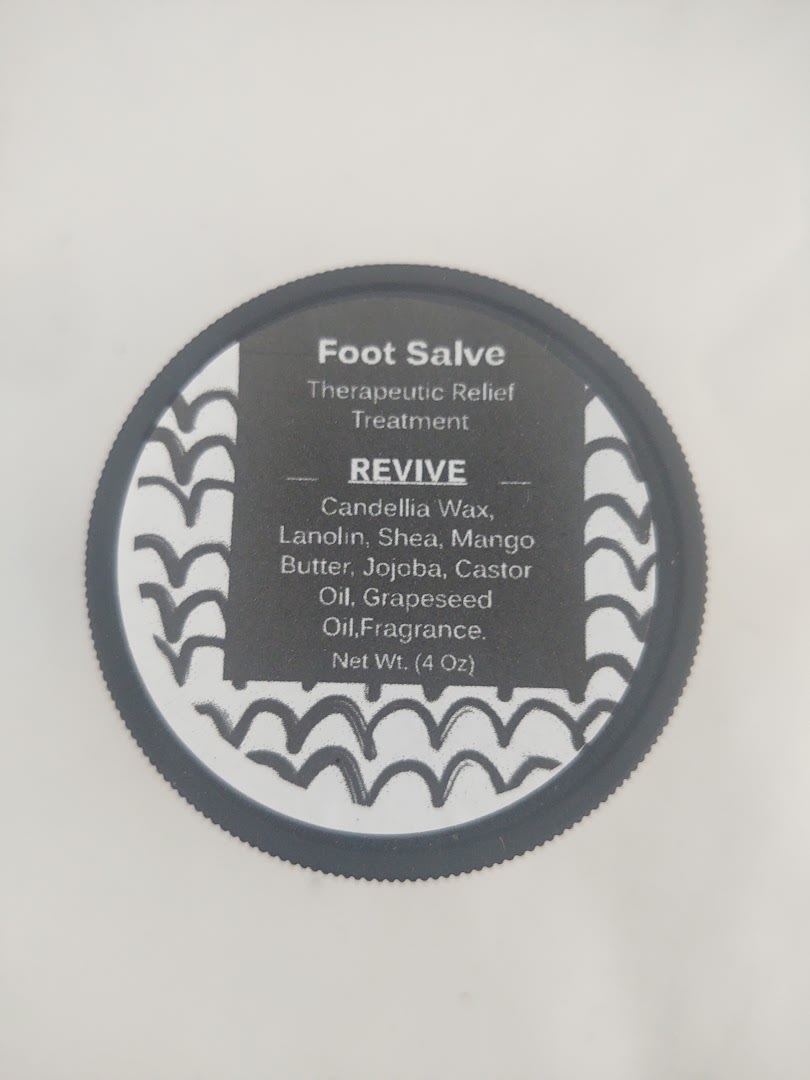 Foot Salve
Therapeutic Relief
Treatment
REVIVE
Candellia Wax,
Lanolin, Shea, Mango
Butter, Jojoba, Castor
Oil, Grapeseed
Oil,Fragrance.
Net Wt. (4 Oz)